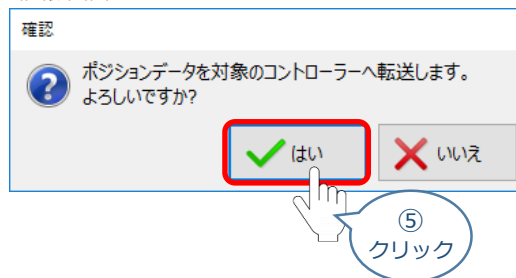 確認
ポジションデータを対象のコントローラーへ転送します。
よろしいですか?
はい
いいえ
⑤
クリック